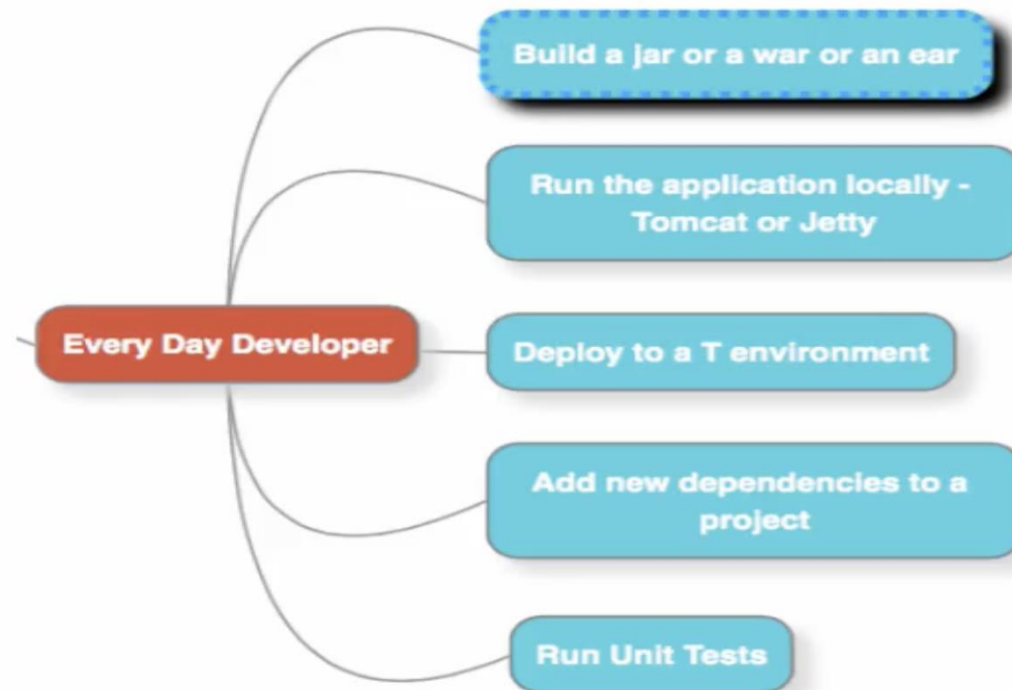 Build a jar or a war or an ear
Run the application locally -
Tomcat or Jetty
Every Day Developer
Deploy to a T environment
Add new dependencies to a
project
Run Unit Tests